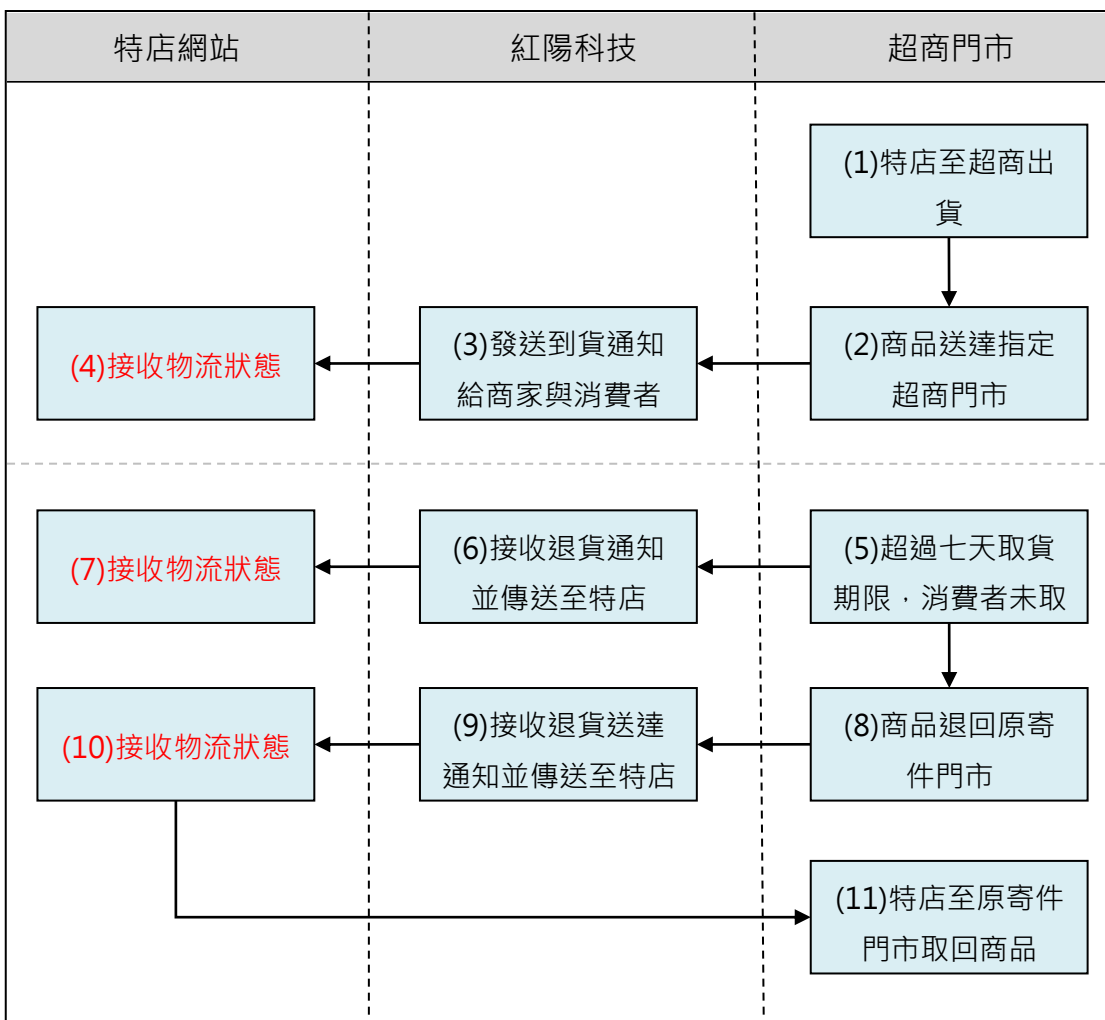 特店網站
紅陽科技
超商門市
(1)特店至超商出
貨
(2)商品送達指定
超商門市
(3)發送到貨通知
給商家與消費者
(4)接收物流狀態
(5)超過七天取貨
期限，消費者未取
(6)接收退貨通知
並傳送至特店
(7)接收物流狀態
(8)商品退回原寄
件門市
(9)接收退貨送達
通知並傳送至特店
(10)接收物流狀態
(11)特店至原寄件
門市取回商品